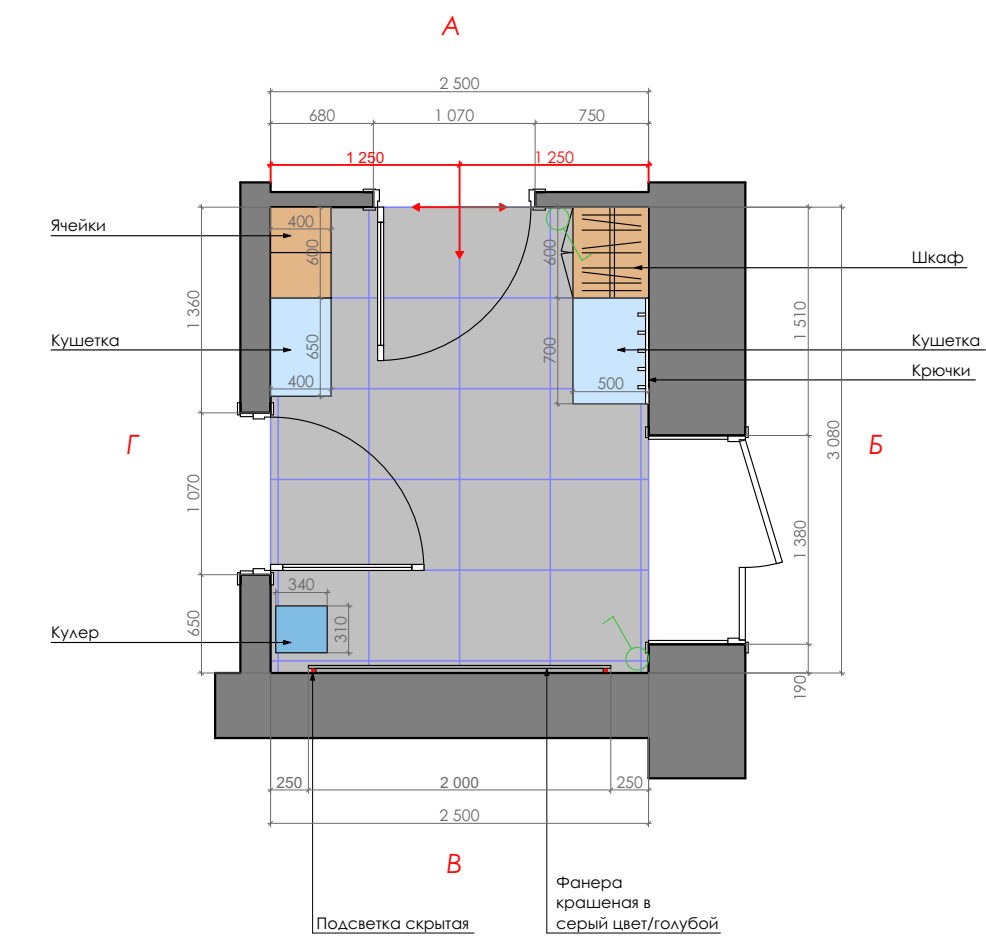 А
2 500
680
1 070
750
1 250
1 250
Ячейки
400
600
600
Шкаф
1 360
1 510
Кушетка
650
700
Кушетка
400
500
Крючки
Г
3 080
Б
1 070
1 380
340
650
310
Кулер
190
250
2 000
250
2 500
В
Фанера
крашеная в
Подсветка скрытая
серый цвет/голубой